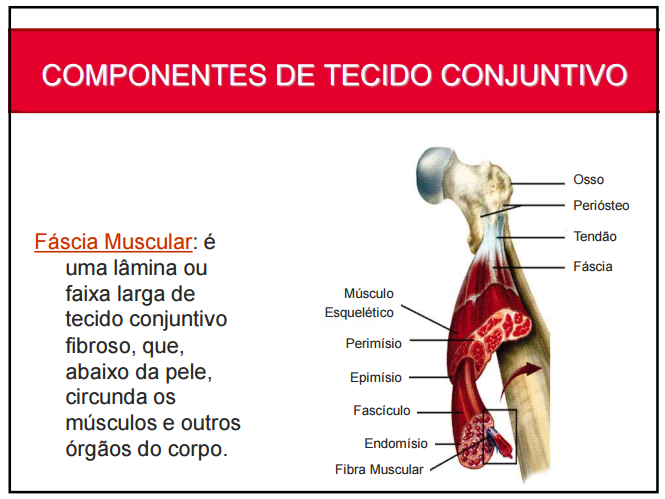 COMPONENTES DE TECIDO CONJUNTIVO
Fáscia Muscular: é
uma lâmina ou
faixa larga de
tecido conjuntivo
fibroso, que,
abaixo da pele,
circunda os
músculos e outros
órgãos do corpo.
Osso
Periósteo
Tendão
Fáscia
Músculo
Esquelético
Perimísio
Epimísio
Fascículo
Endomísio
Fibra Muscular